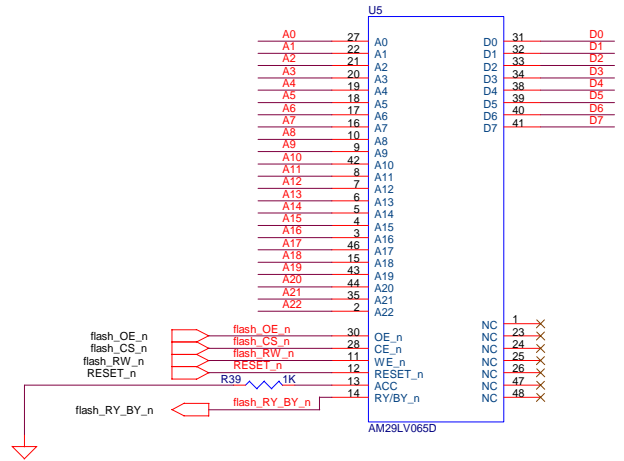 U5
A0 27 A0 D0 31 D0
A1 22 A1 D1 32 D1
A2 21 A2 D2 33 D2
A3 20 A3 D3 34 D3
A4 19 A4 D4 38 D4
A5 18 A5 D5 39 D5
A6 17 A6 D6 40 D6
A7 16 A7 D7 41 D7
A8 10 A8
A9 9 A9
A10 42 A10
A11 8 A11
A12 7 A12
A13 6 A13
A14 5 A14
A15 4 A15
A16 3 A16
A17 46 A17
A18 15 A18
A19 43 A19
A20 44 A20
A21 35 A21
A22 2 A22
NC 1
flash_OE_n flash_OE_n 30 OE_n NC 23
flash_CS_n flash_CS_n 28 CE_n NC 24
flash_RW_n flash_RW_n 11 WE_n NC 25
RESET_n RESET_n 12 RESET_n NC 26
R39 1K 13 ACC NC 47
flash_RY_BY_n flash_RY_BY_n 14 RY/BY_n NC 48
AM29LV065D